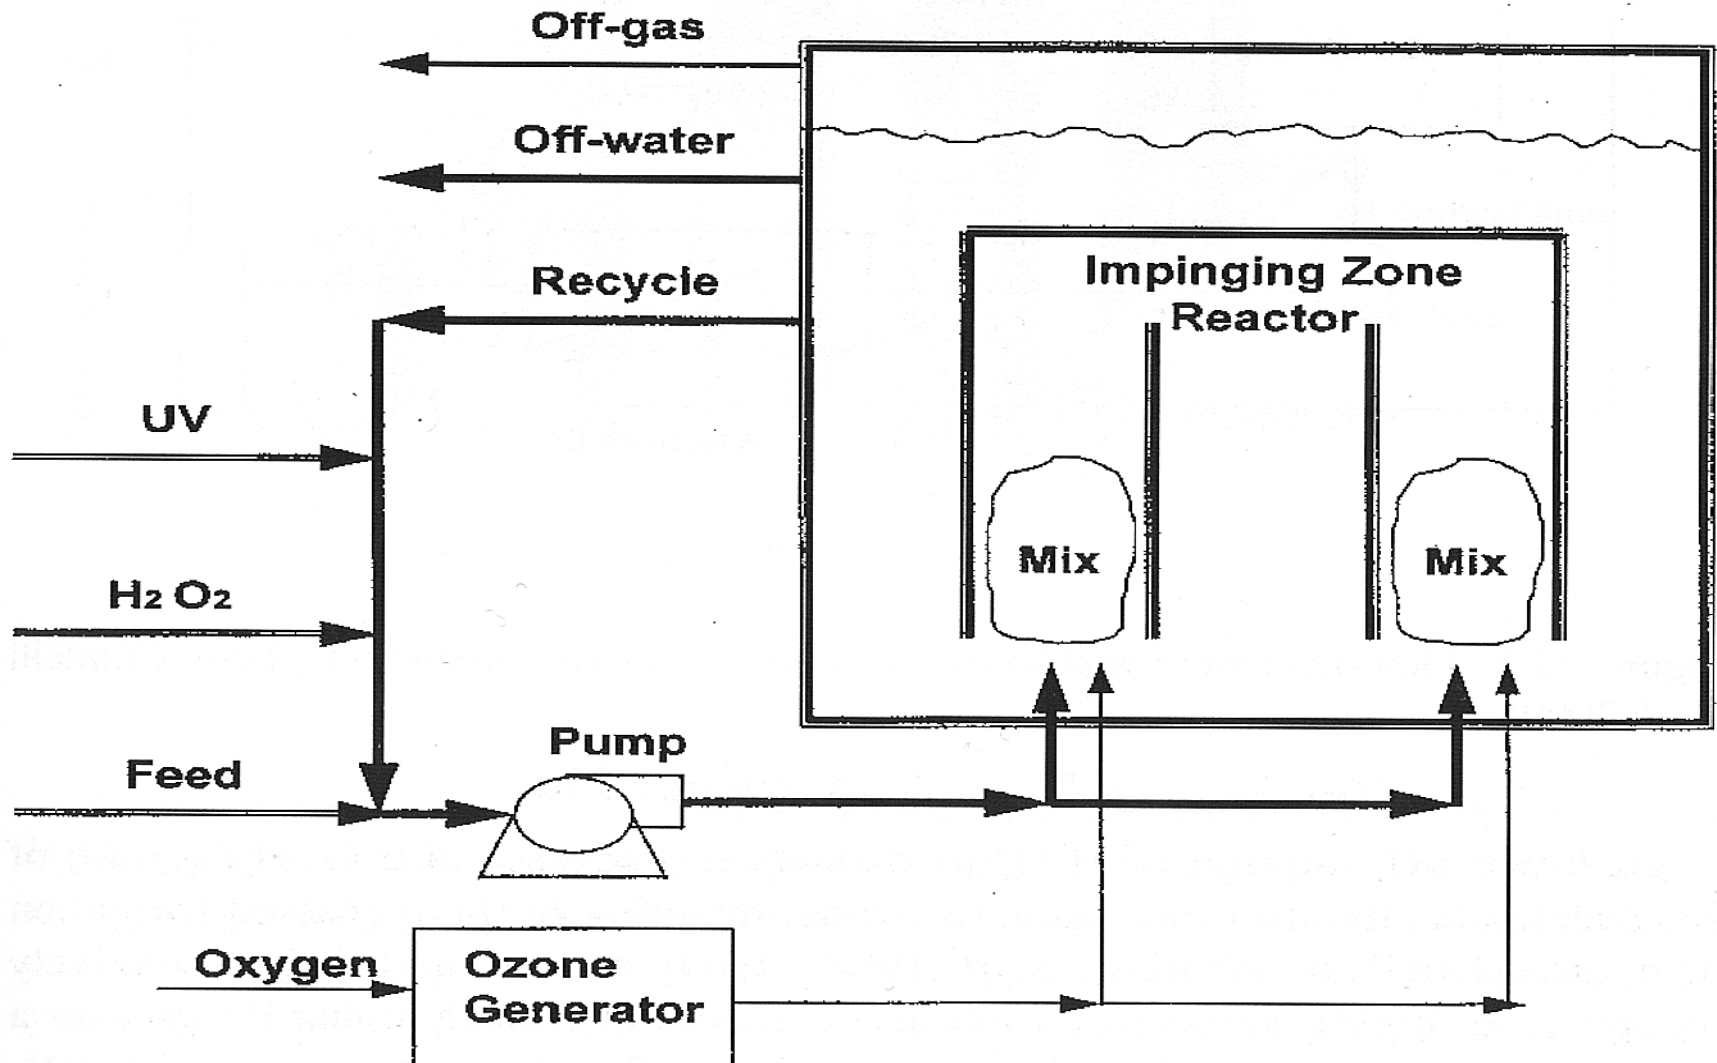 Off-gas
Off-water
Recycle
Impinging Zone
Reactor
UV
Mix
Mix
H₂ O₂
Pump
Feed
Oxygen
Ozone
Generator